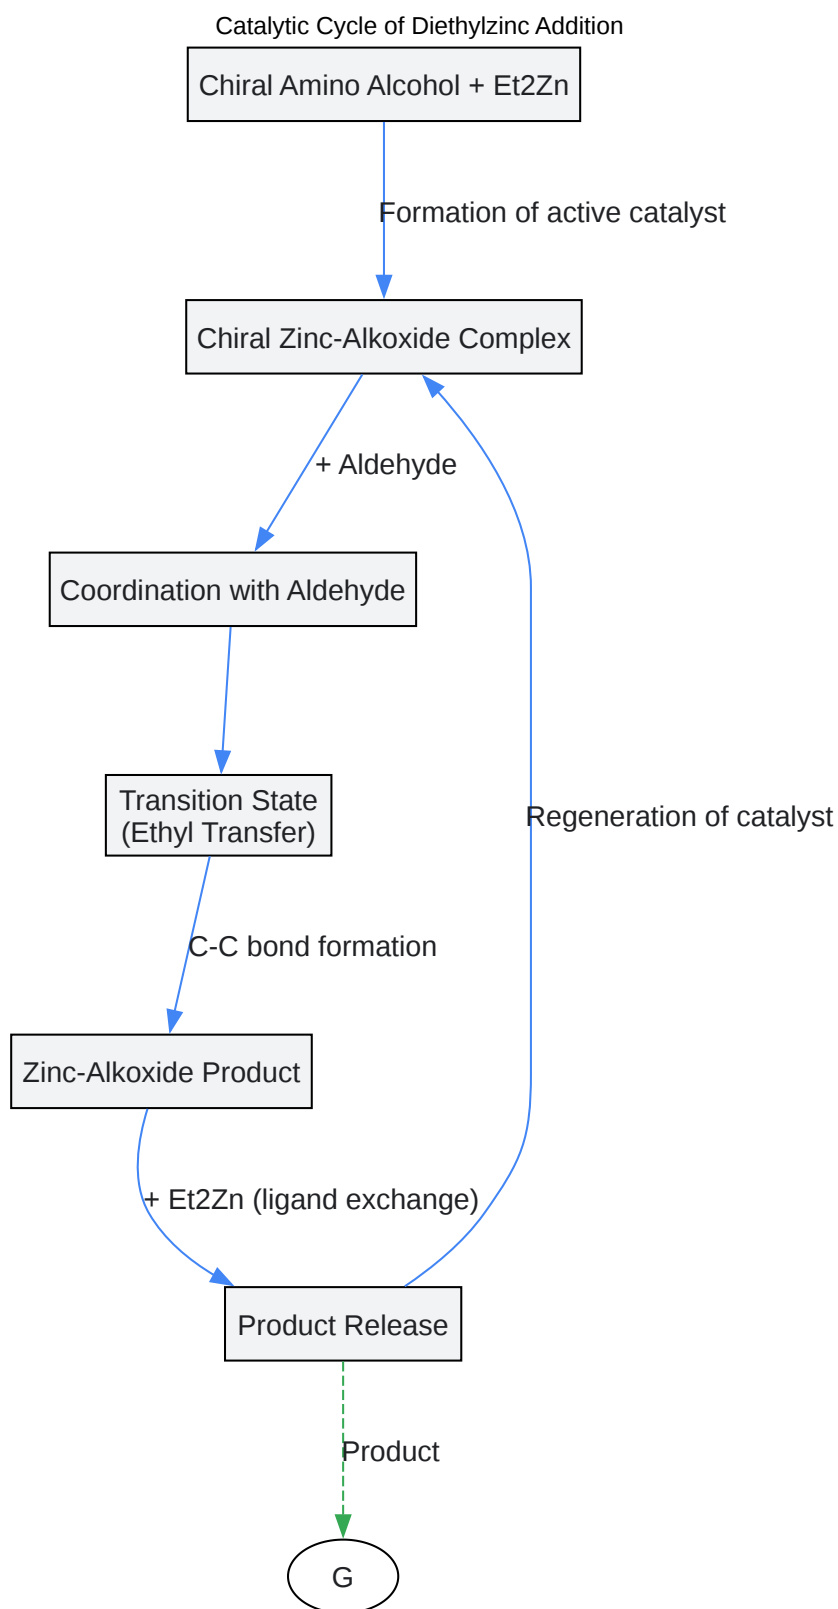 Catalytic Cycle of Diethylzinc Addition
Chiral Amino Alcohol + Et2Zn
Formation of active catalyst
Chiral Zinc-Alkoxide Complex
+ Aldehyde
Coordination with Aldehyde
Transition State
(Ethyl Transfer)
Regeneration of catalyst
C-C bond formation
Zinc-Alkoxide Product
+ Et2Zn (ligand exchange)
Product Release
Product
G